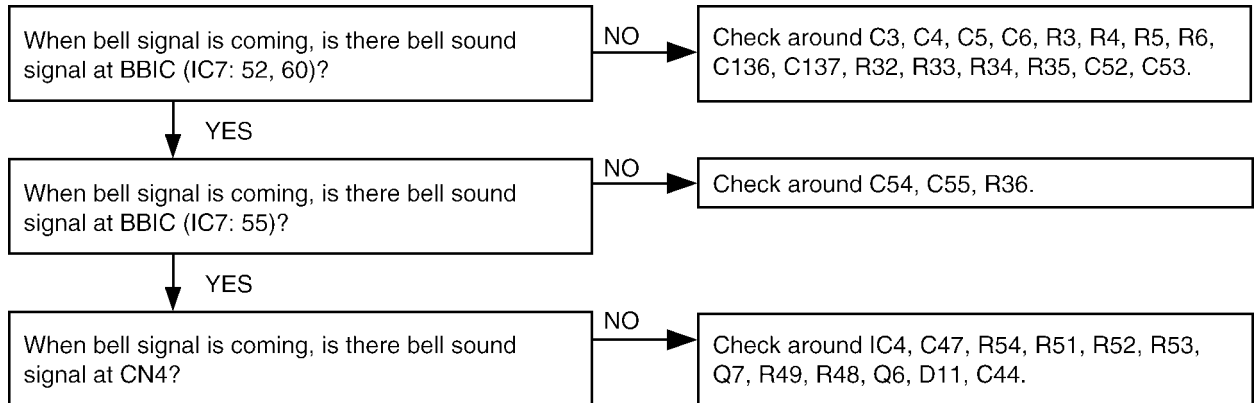 When bell signal is coming, is there bell sound
signal at BBIC (IC7: 52, 60)?
NO
Check around C3, C4, C5, C6, R3, R4, R5, R6,
C136, C137, R32, R33, R34, R35, C52, C53.
YES
When bell signal is coming, is there bell sound
signal at BBIC (IC7: 55)?
NO
Check around C54, C55, R36.
YES
When bell signal is coming, is there bell sound
signal at CN4?
NO
Check around IC4, C47, R54, R51, R52, R53,
Q7, R49, R48, Q6, D11, C44.